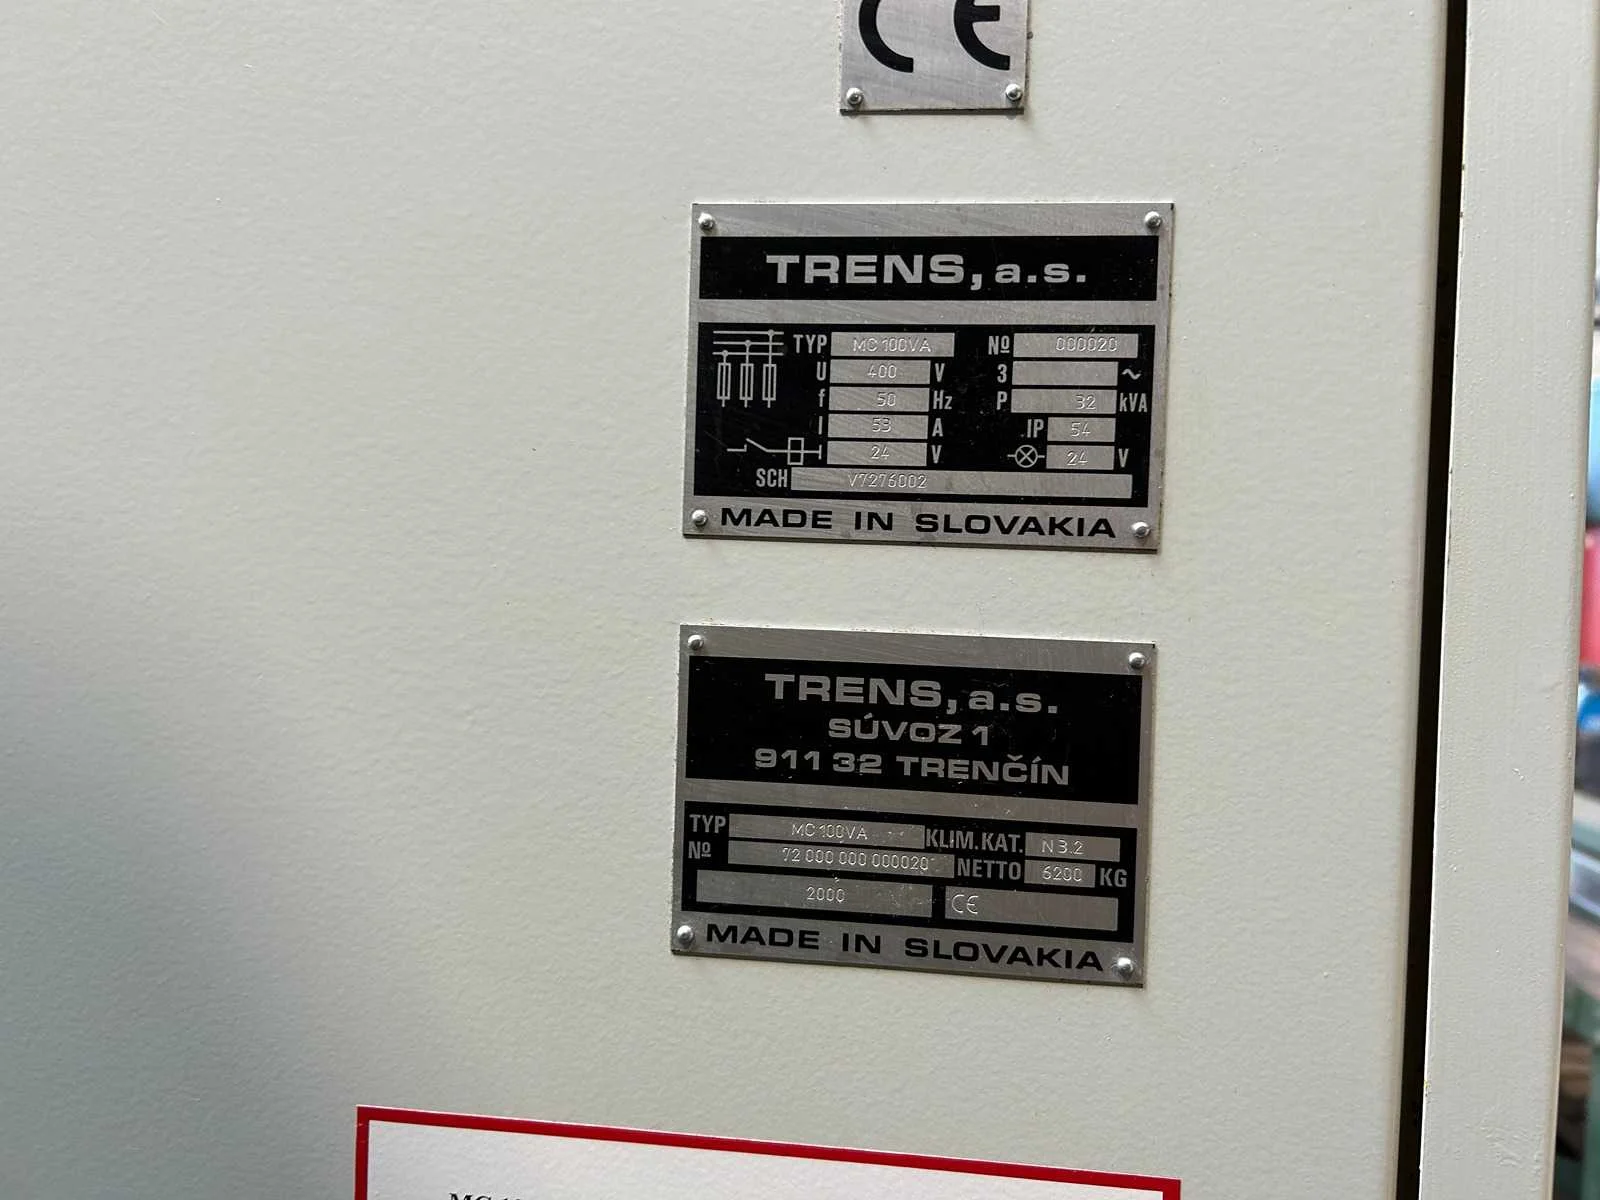 CE
TRENS, a.s.
TYP MC 100VA Nº 000020
U 400 V 3 ~
f 50 Hz P 32 kVA
I 53 A IP 54
24 V 24 V
SCH V7276002
MADE IN SLOVAKIA
TRENS, a.s.
SÚVOZ 1
911 32 TRENČÍN
TYP MC 100VA KLIM. KAT. N 3.2
Nº 72 000 000 000020 NETTO 6200 KG
2000 CE
MADE IN SLOVAKIA